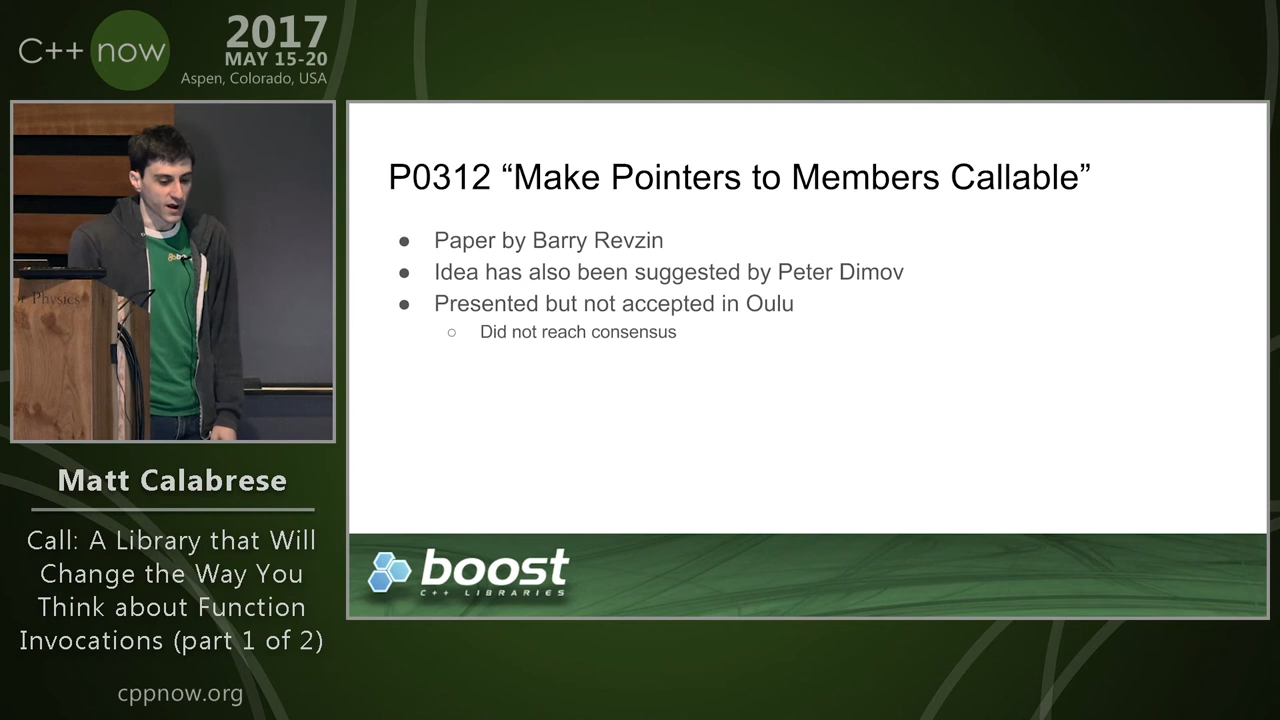 C++ now
2017
MAY 15-20
Aspen, Colorado, USA
r Physics
Matt Calabrese
Call: A Library that Will
Change the Way You
Think about Function
Invocations (part 1 of 2)
cppnow.org
P0312 “Make Pointers to Members Callable”
● Paper by Barry Revzin
● Idea has also been suggested by Peter Dimov
● Presented but not accepted in Oulu
○ Did not reach consensus
boost
C++ LIBRARIES